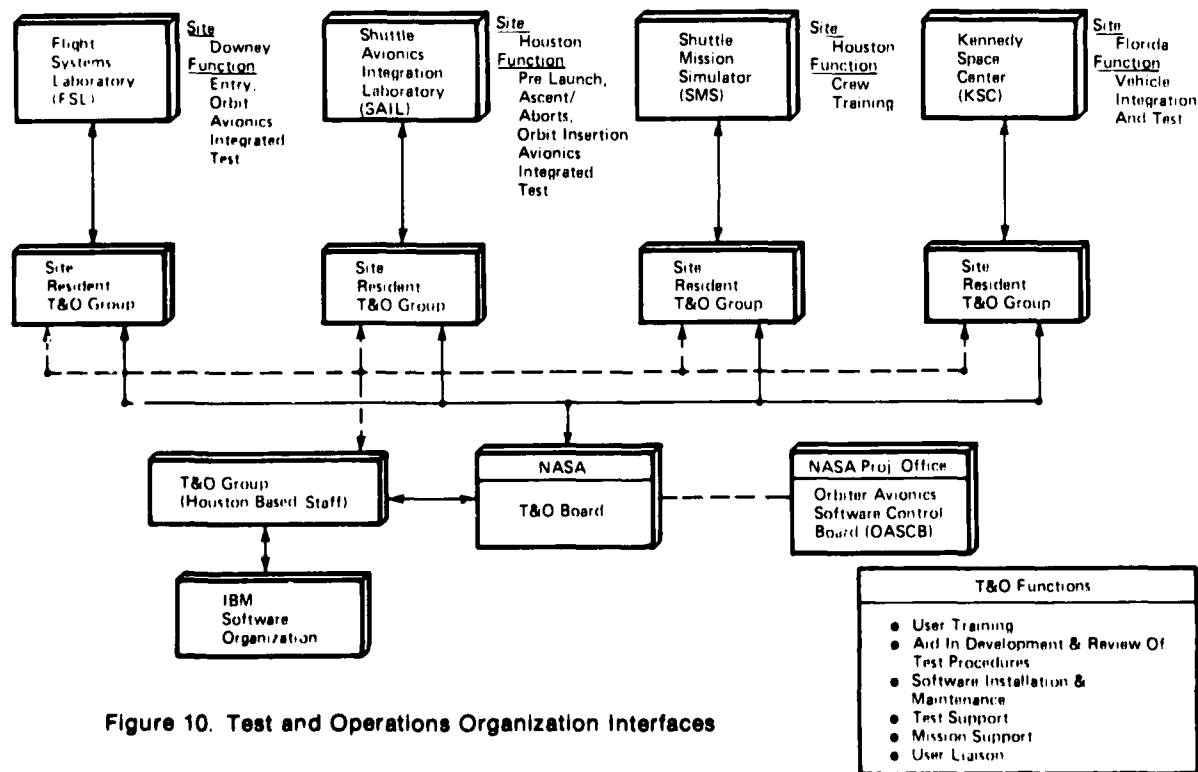 Flight
Systems
Laboratory
(FSL)
Site
Downey
Function
Entry,
Orbit
Avionics
Integrated
Test
Shuttle
Avionics
Integration
Laboratory
(SAIL)
Site
Houston
Function
Pre Launch,
Ascent/
Aborts,
Orbit Insertion
Avionics
Integrated
Test
Shuttle
Mission
Simulator
(SMS)
Site
Houston
Function
Crew
Training
Kennedy
Space
Center
(KSC)
Site
Florida
Function
Vehicle
Integration
And Test
Site
Resident
T&O Group
Site
Resident
T&O Group
Site
Resident
T&O Group
Site
Resident
T&O Group
T&O Group
(Houston Based Staff)
NASA
T&O Board
NASA Proj. Office
Orbiter Avionics
Software Control
Board (OASCB)
IBM
Software
Organization
T&O Functions
● User Training
● Aid In Development & Review Of
Test Procedures
● Software Installation &
Maintenance
● Test Support
● Mission Support
● User Liaison
Figure 10. Test and Operations Organization Interfaces